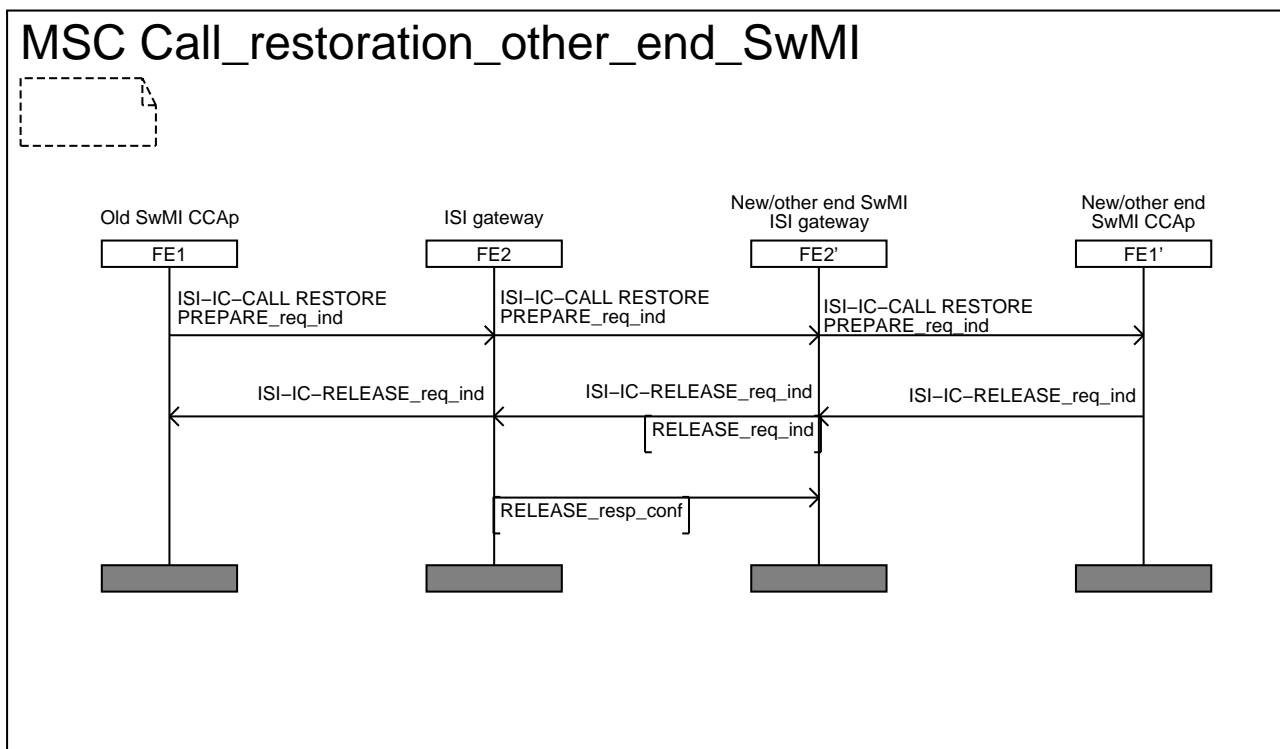 MSC Call_restoration_other_end_SwMI
Old SwMI CCAp
ISI gateway
New/other end SwMI
ISI gateway
New/other end
SwMI CCAp
FE1
FE2
FE2’
FE1’
ISI–IC–CALL RESTORE
PREPARE_req_ind
ISI–IC–CALL RESTORE
PREPARE_req_ind
ISI–IC–CALL RESTORE
PREPARE_req_ind
ISI–IC–RELEASE_req_ind
ISI–IC–RELEASE_req_ind
ISI–IC–RELEASE_req_ind
RELEASE_req_ind
RELEASE_resp_conf